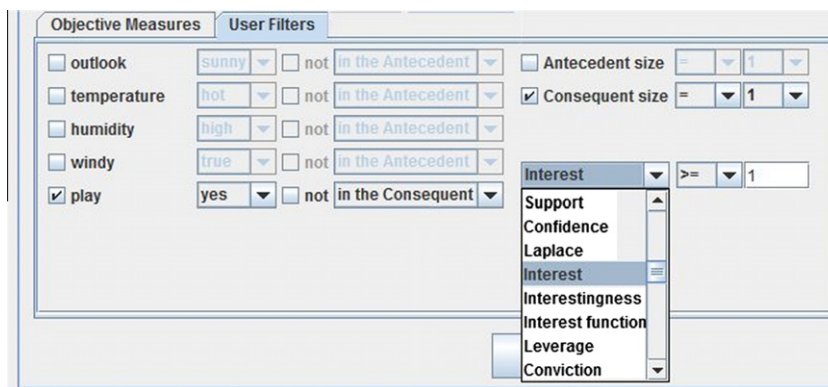 Objective Measures User Filters
outlook sunny not in the Antecedent Antecedent size = 1
temperature hot not in the Antecedent Consequent size = 1
humidity high not in the Antecedent
windy true not in the Antecedent Interest >= 1
play yes not in the Consequent
Support
Confidence
Laplace
Interest
Interestingness
Interest function
Leverage
Conviction